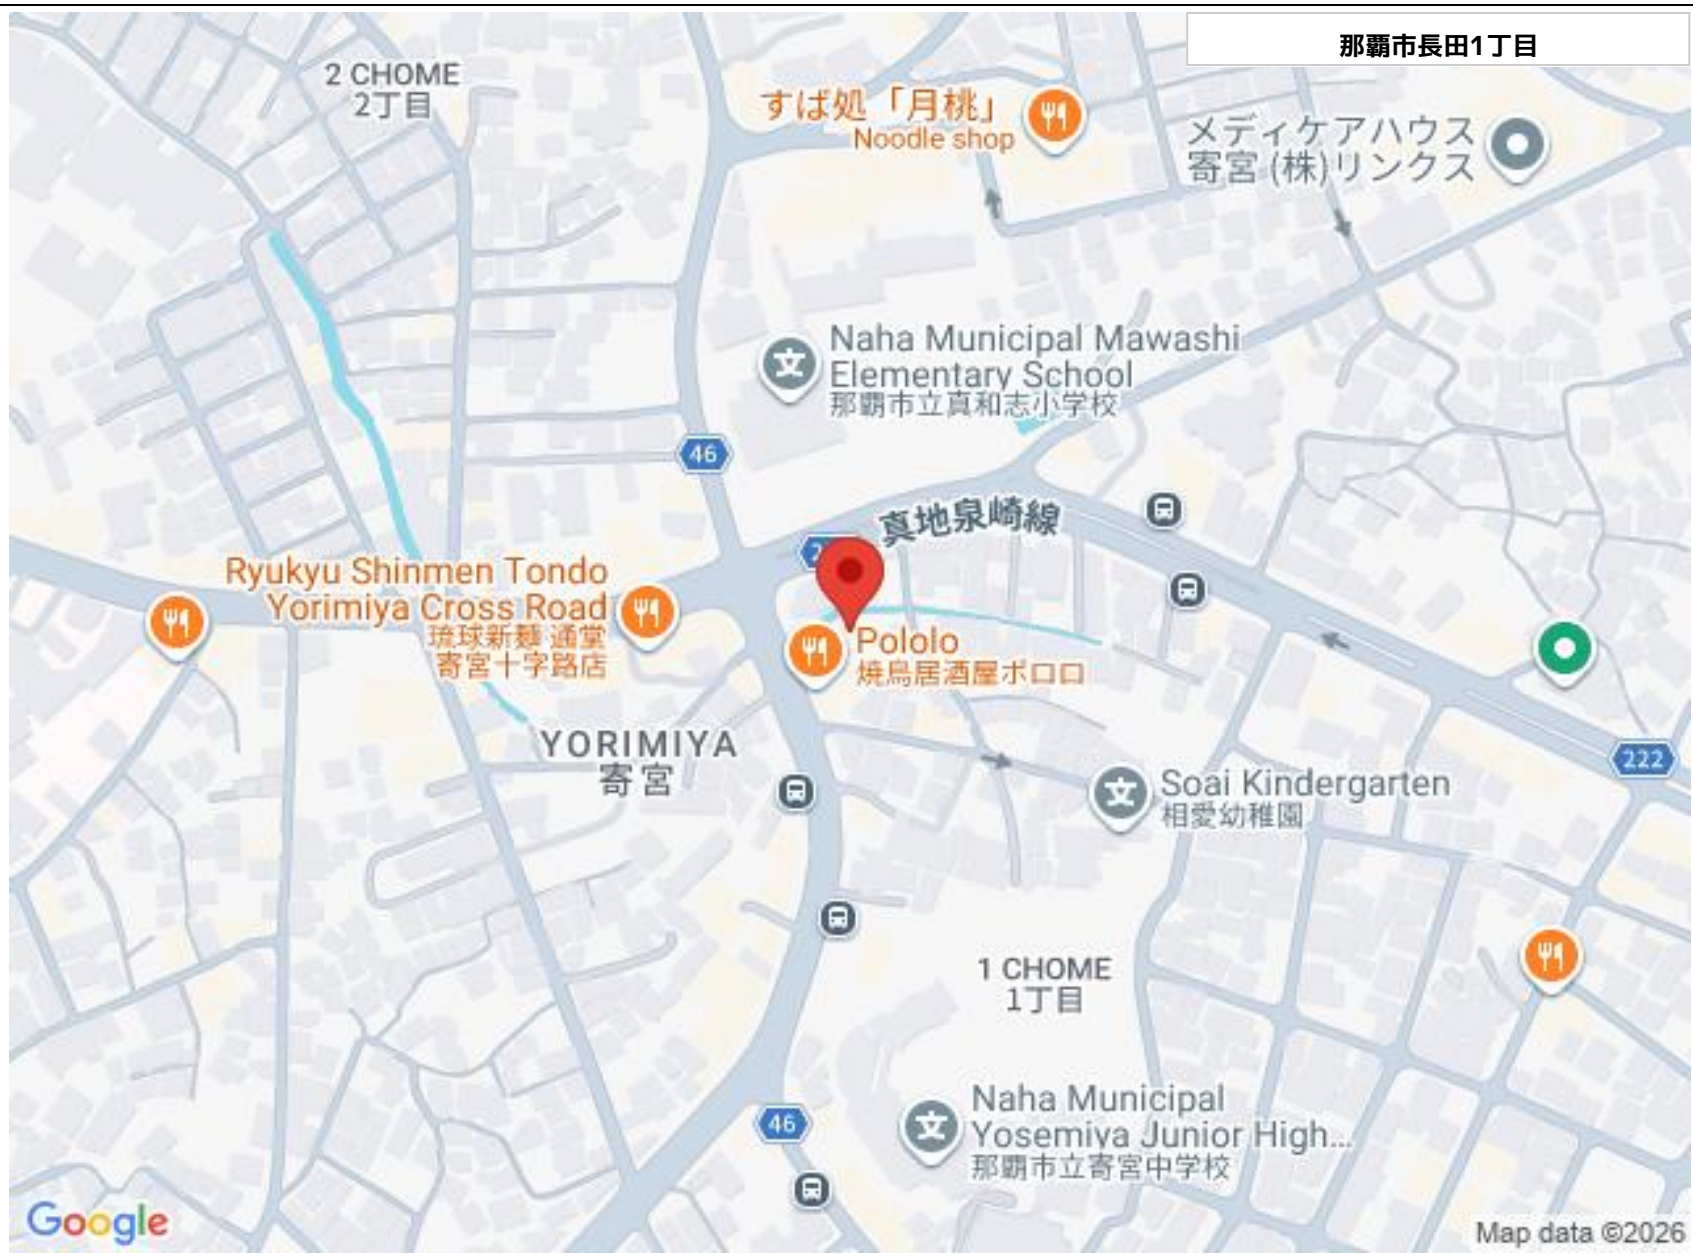 那覇市長田1丁目
2 CHOME
2丁目
すば処「月桃」
Noodle shop
メディケアハウス
寄宮 (株)リンクス
Naha Municipal Mawashi
Elementary School
那覇市立真和志小学校
46
真地泉崎線
Ryukyu Shinmen Tondo
Yorimiya Cross Road
琉球新麺 通堂
寄宮十字路店
Pololo
焼鳥居酒屋ポロロ
YORIMIYA
寄宮
222
Soai Kindergarten
相愛幼稚園
1 CHOME
1丁目
46
Naha Municipal
Yosemiya Junior High...
那覇市立寄宮中学校
Google
Map data ©2026